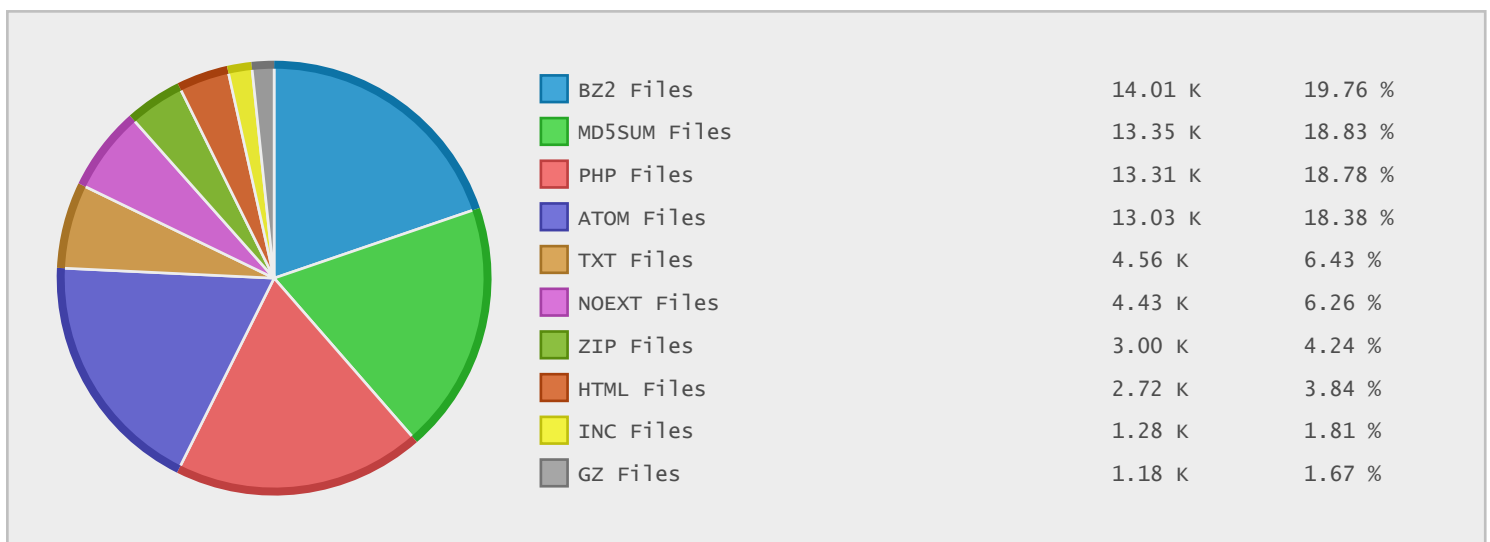 BZ2 Files 14.01 K 19.76 %
MD5SUM Files 13.35 K 18.83 %
PHP Files 13.31 K 18.78 %
ATOM Files 13.03 K 18.38 %
TXT Files 4.56 K 6.43 %
NOEXT Files 4.43 K 6.26 %
ZIP Files 3.00 K 4.24 %
HTML Files 2.72 K 3.84 %
INC Files 1.28 K 1.81 %
GZ Files 1.18 K 1.67 %